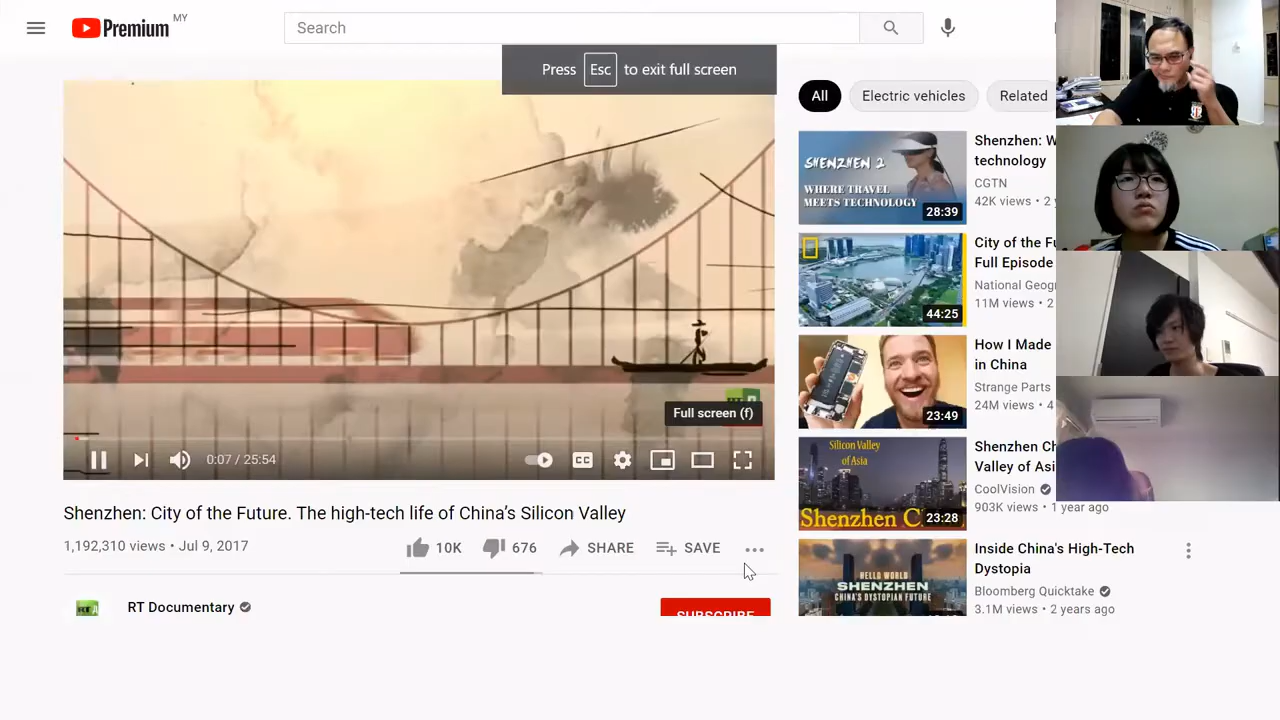 Premium MY
Search
Press Esc to exit full screen
All
Electric vehicles
Related
SHENZHEN 2
WHERE TRAVEL
MEETS TECHNOLOGY
28:39
Shenzhen: W
technology
CGTN
42K views • 2 y
44:25
City of the Fu
Full Episode
National Geogr
11M views • 2
23:49
How I Made
in China
Strange Parts
24M views • 4
Silicon Valley
of Asia
Shenzhen C
23:28
Shenzhen Ch
Valley of Asi
CoolVision
903K views • 1 year ago
HELLO WORLD
SHENZHEN
CHINA'S DYSTOPIAN FUTURE
Inside China's High-Tech
Dystopia
Bloomberg Quicktake
3.1M views • 2 years ago
Full screen (f)
0:07 / 25:54
CC
Shenzhen: City of the Future. The high-tech life of China's Silicon Valley
1,192,310 views • Jul 9, 2017
10K
676
SHARE
SAVE
RT
RT Documentary
SUBSCRIBE